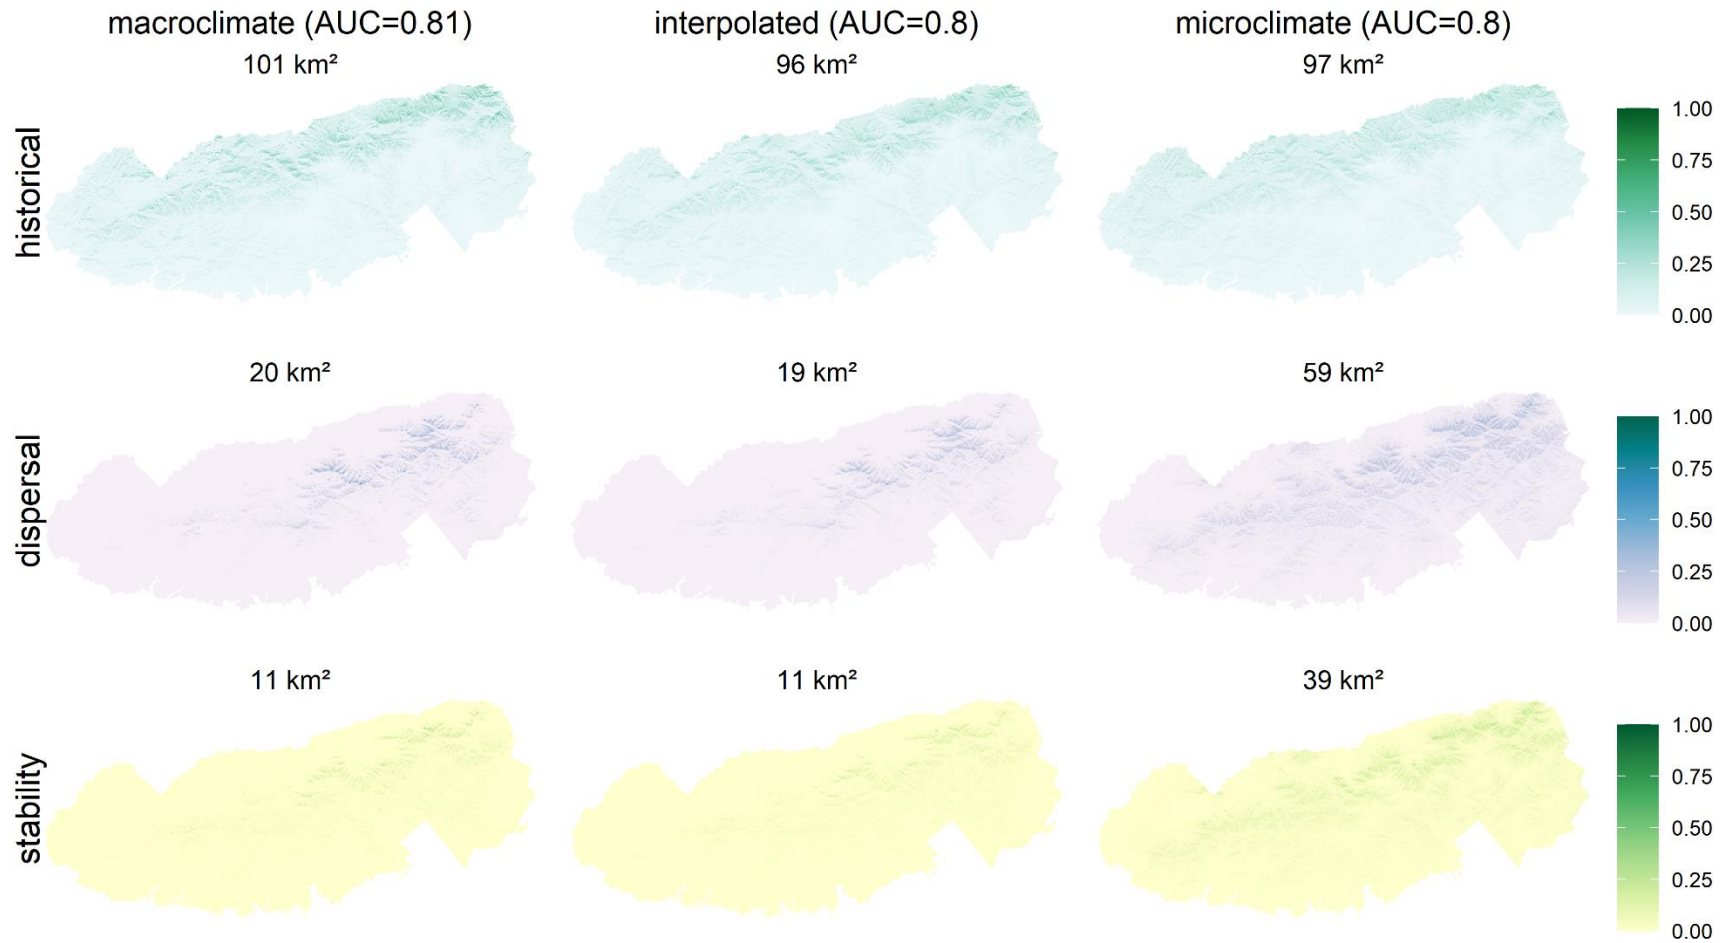 macroclimate (AUC=0.81)
interpolated (AUC=0.8)
microclimate (AUC=0.8)
101 km²
96 km²
97 km²
historical
1.00
0.75
0.50
0.25
0.00
20 km²
19 km²
59 km²
dispersal
1.00
0.75
0.50
0.25
0.00
11 km²
11 km²
39 km²
stability
1.00
0.75
0.50
0.25
0.00